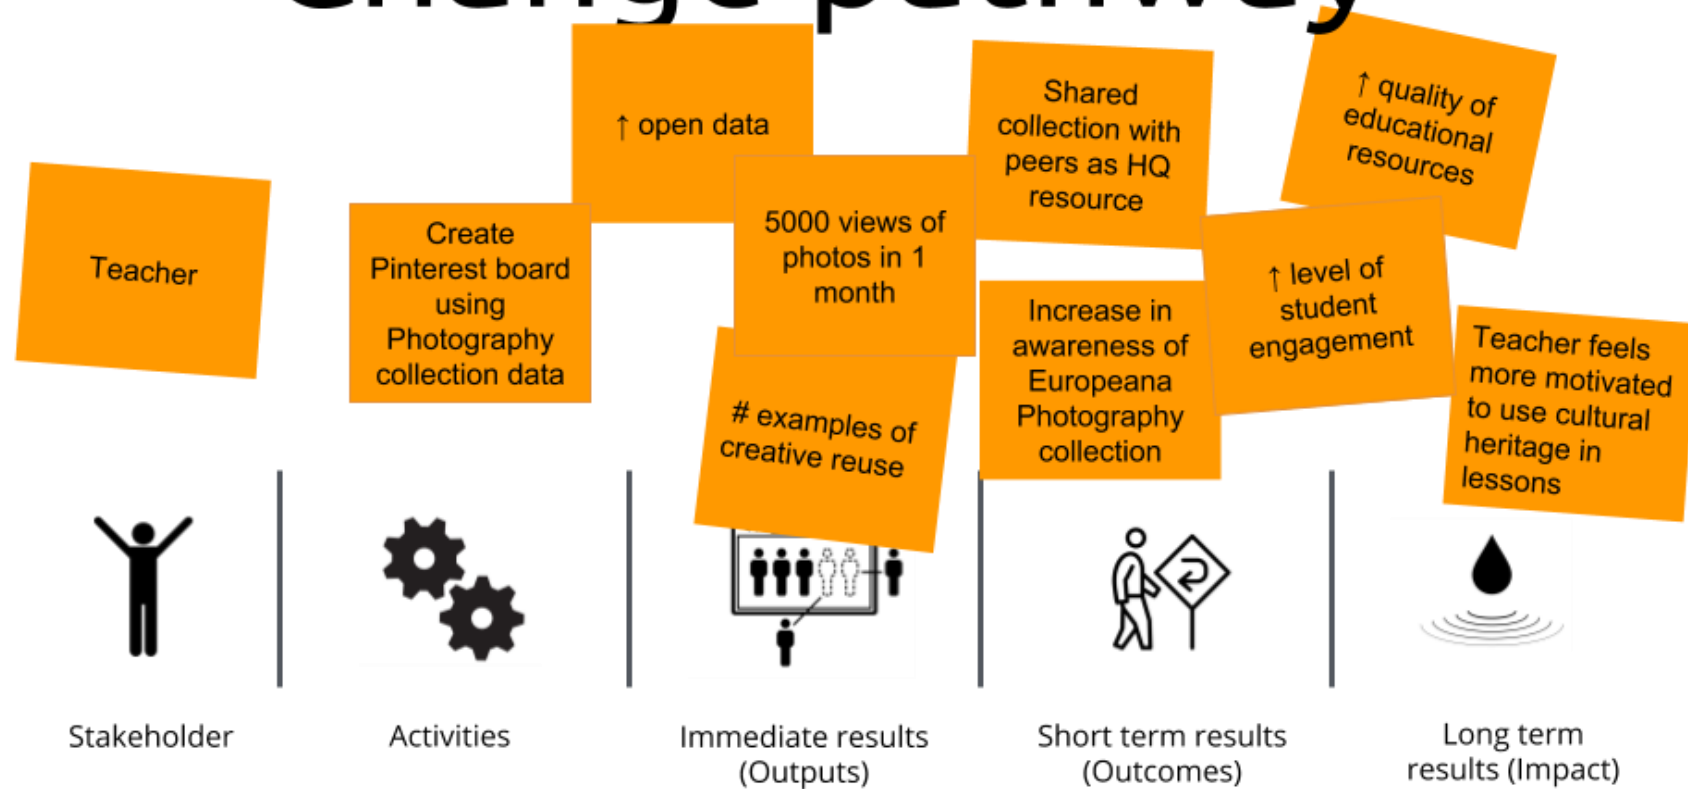 Change pathway
Teacher
Create
Pinterest board
using
Photography
collection data
↑ open data
5000 views of
photos in 1
month
# examples of
creative reuse
Shared
collection with
peers as HQ
resource
Increase in
awareness of
Europeana
Photography
collection
↑ quality of
educational
resources
↑ level of
student
engagement
Teacher feels
more motivated
to use cultural
heritage in
lessons
Stakeholder
Activities
Immediate results
(Outputs)
Short term results
(Outcomes)
Long term
results (Impact)